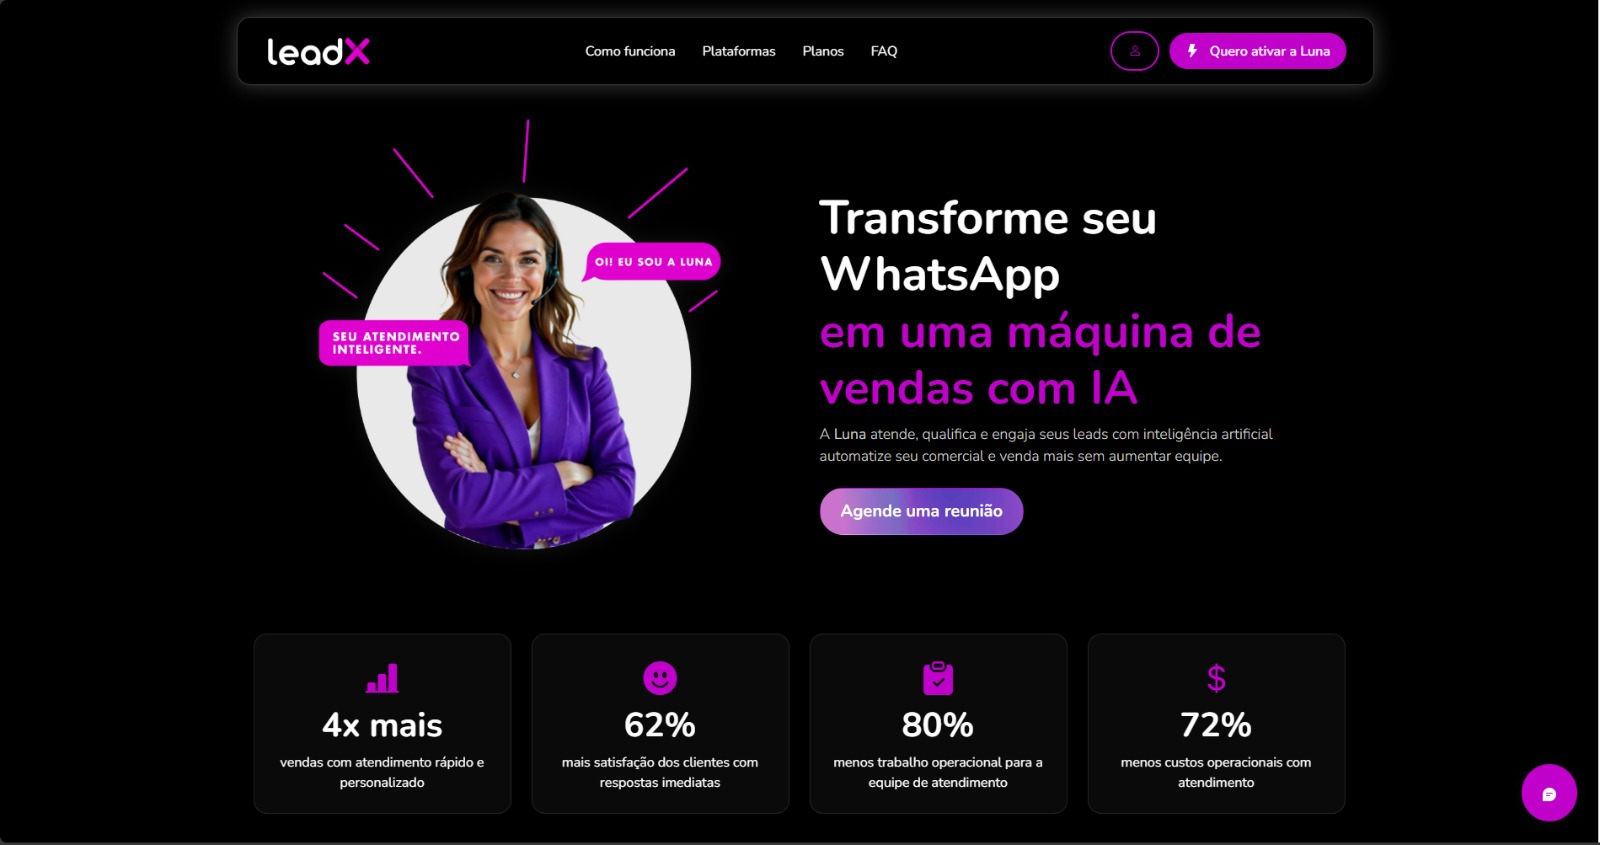 leadX
Como funciona
Plataformas
Planos
FAQ
Quero ativar a Luna
OI! EU SOU A LUNA
SEU ATENDIMENTO
INTELIGENTE.
Transforme seu
WhatsApp
em uma máquina de
vendas com IA
A Luna atende, qualifica e engaja seus leads com inteligência artificial
automatize seu comercial e venda mais sem aumentar equipe.
Agende uma reunião
4x mais
vendas com atendimento rápido e
personalizado
62%
mais satisfação dos clientes com
respostas imediatas
80%
menos trabalho operacional para a
equipe de atendimento
72%
menos custos operacionais com
atendimento